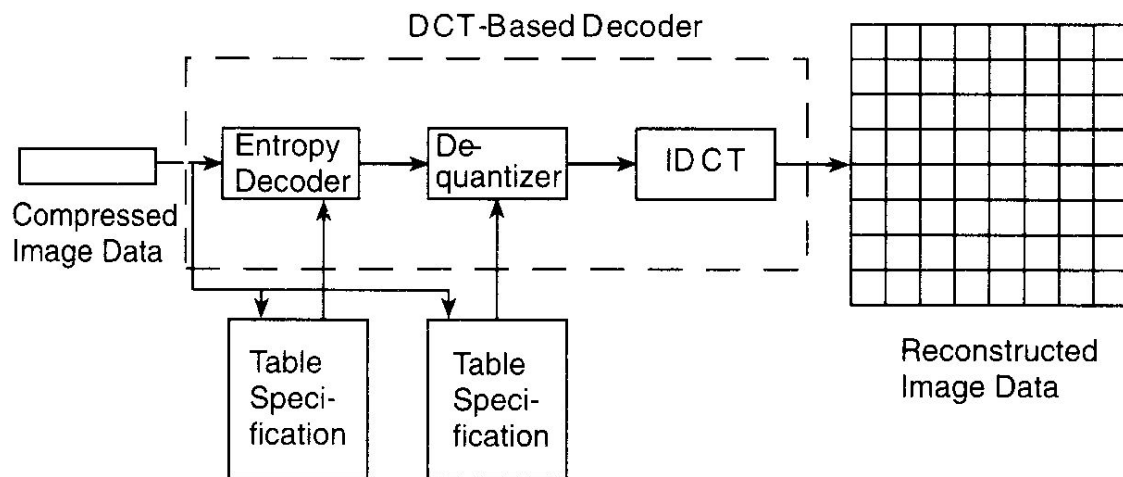 DCT-Based Decoder
Entropy
Decoder
De-
quantizer
IDCT
Compressed
Image Data
Table
Speci-
fication
Table
Speci-
fication
Reconstructed
Image Data